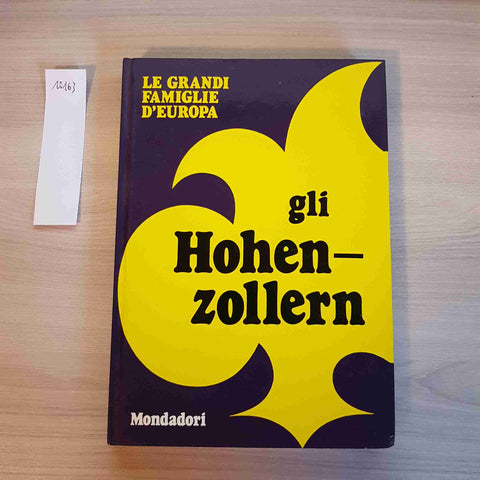 12163
LE GRANDI
FAMIGLIE
D'EUROPA
gli
Hohen–
zollern
Mondadori